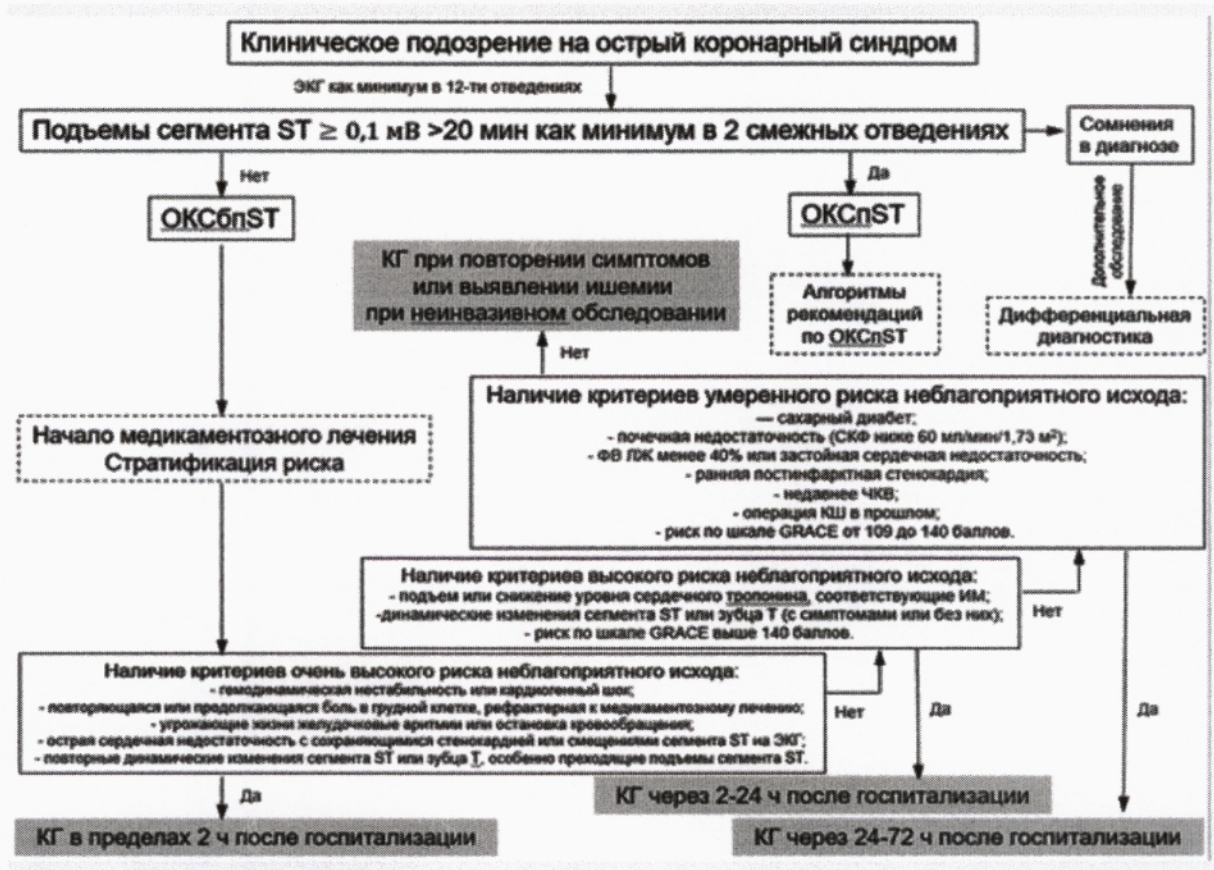 Клиническое подозрение на острый коронарный синдром
ЭКГ как минимум в 12-ти отведениях
Подъемы сегмента ST ≥ 0,1 мВ >20 мин как минимум в 2 смежных отведениях
Сомнения
в диагнозе
Нет
Да
ОКСбпST
ОКСпST
Дополнительное
обследование
КГ при повторении симптомов
или выявлении ишемии
при неинвазивном обследовании
Алгоритмы
рекомендаций
по ОКСпST
Дифференциальная
диагностика
Нет
Начало медикаментозного лечения
Стратификация риска
Наличие критериев умеренного риска неблагоприятного исхода:
— сахарный диабет;
- почечная недостаточность (СКФ ниже 60 мл/мин/1,73 м²);
- ФВ ЛЖ менее 40% или застойная сердечная недостаточность;
- ранняя постинфарктная стенокардия;
- недавнее ЧКВ;
- операция КШ в прошлом;
- риск по шкале GRACE от 109 до 140 баллов.
Наличие критериев высокого риска неблагоприятного исхода:
- подъем или снижение уровня сердечного тропонина, соответствующие ИМ;
-динамические изменения сегмента ST или зубца T (с симптомами или без них);
- риск по шкале GRACE выше 140 баллов.
Нет
Наличие критериев очень высокого риска неблагоприятного исхода:
- гемодинамическая нестабильность или кардиогенный шок;
- повторяющаяся или продолжающаяся боль в грудной клетке, рефрактерная к медикаментозному лечению;
- угрожающие жизни желудочковые аритмии или остановка кровообращения;
- острая сердечная недостаточность с сохраняющимися стенокардией или смещениями сегмента ST на ЭКГ;
- повторные динамические изменения сегмента ST или зубца T, особенно преходящие подъемы сегмента ST.
Нет
Да
Да
Да
КГ через 2-24 ч после госпитализации
КГ в пределах 2 ч после госпитализации
КГ через 24-72 ч после госпитализации